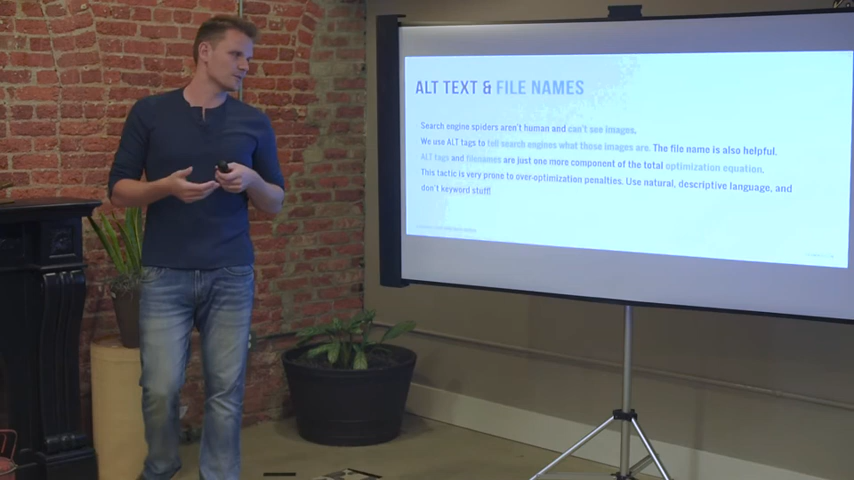 ALT TEXT & FILE NAMES
Search engine spiders aren't human and can't see images.
We use ALT tags to tell search engines what those images are. The file name is also helpful.
ALT tags and filenames are just one more component of the total optimization equation.
This tactic is very prone to over-optimization penalties. Use natural, descriptive language, and
don't keyword stuff!